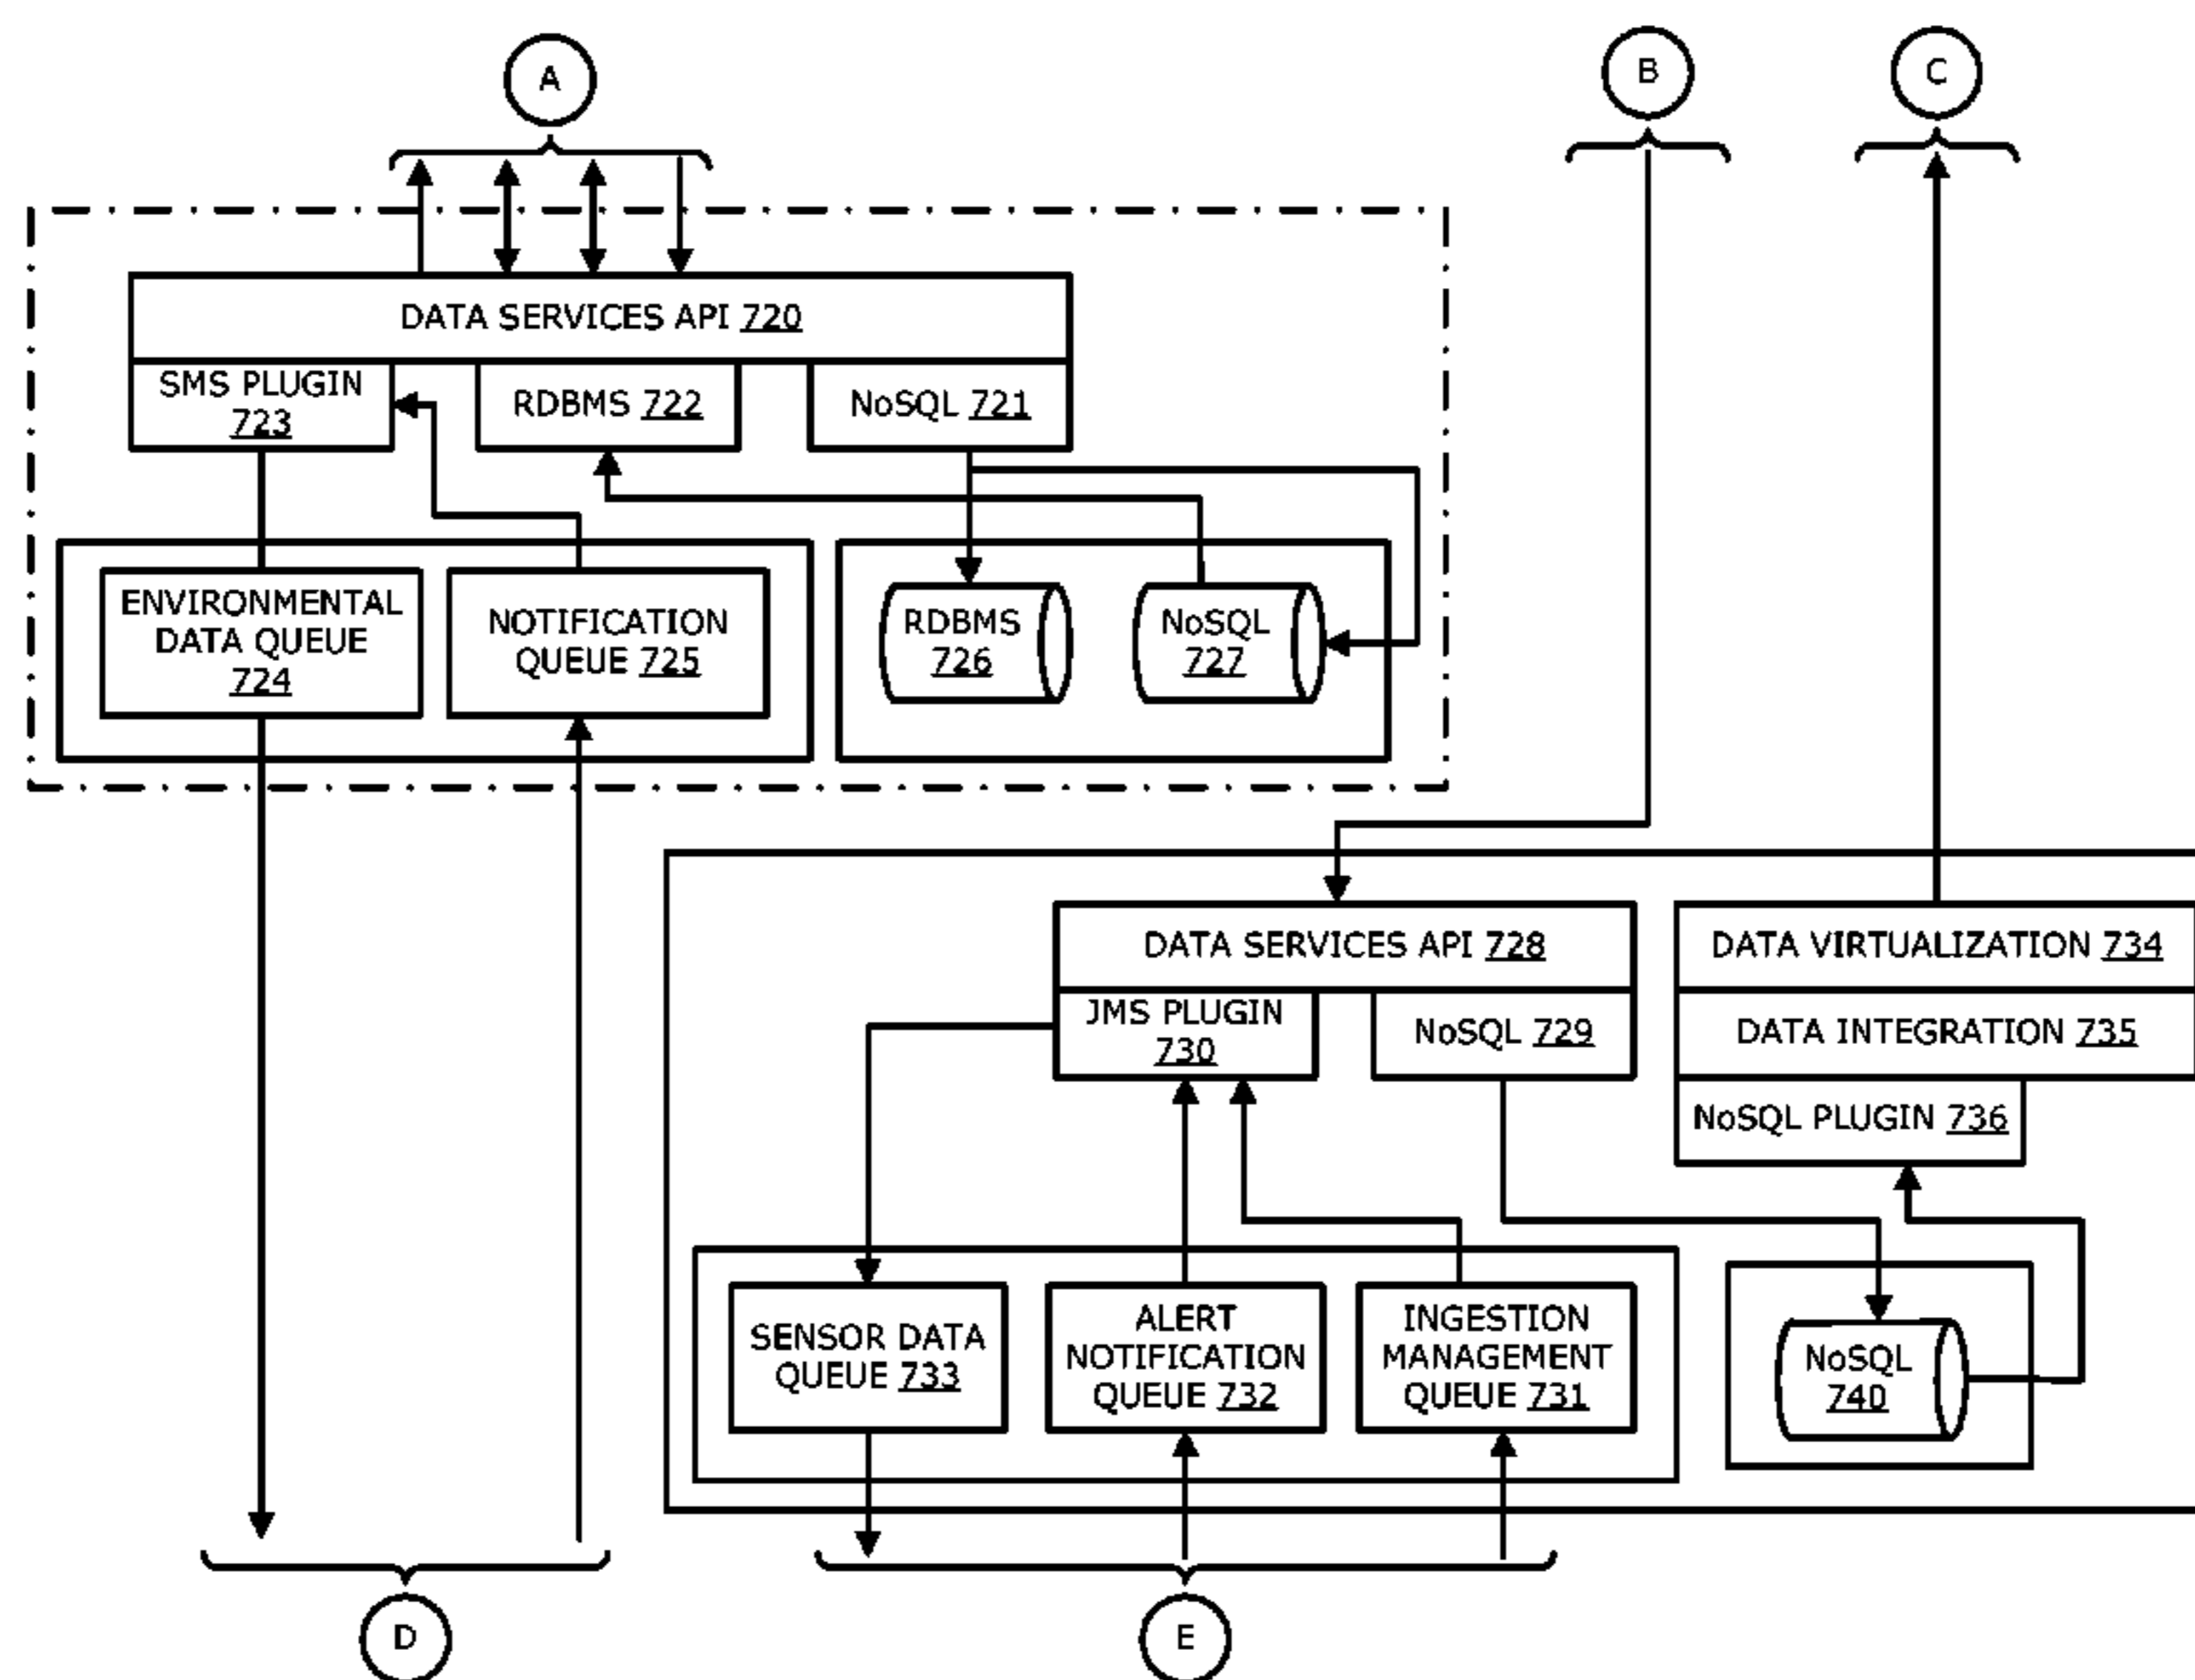 A
B
C
DATA SERVICES API 720
SMS PLUGIN
723
RDBMS 722
NoSQL 721
ENVIRONMENTAL
DATA QUEUE
724
NOTIFICATION
QUEUE 725
RDBMS
726
NoSQL
727
DATA SERVICES API 728
JMS PLUGIN
730
NoSQL 729
DATA VIRTUALIZATION 734
DATA INTEGRATION 735
NoSQL PLUGIN 736
SENSOR DATA
QUEUE 733
ALERT
NOTIFICATION
QUEUE 732
INGESTION
MANAGEMENT
QUEUE 731
NoSQL
740
D
E